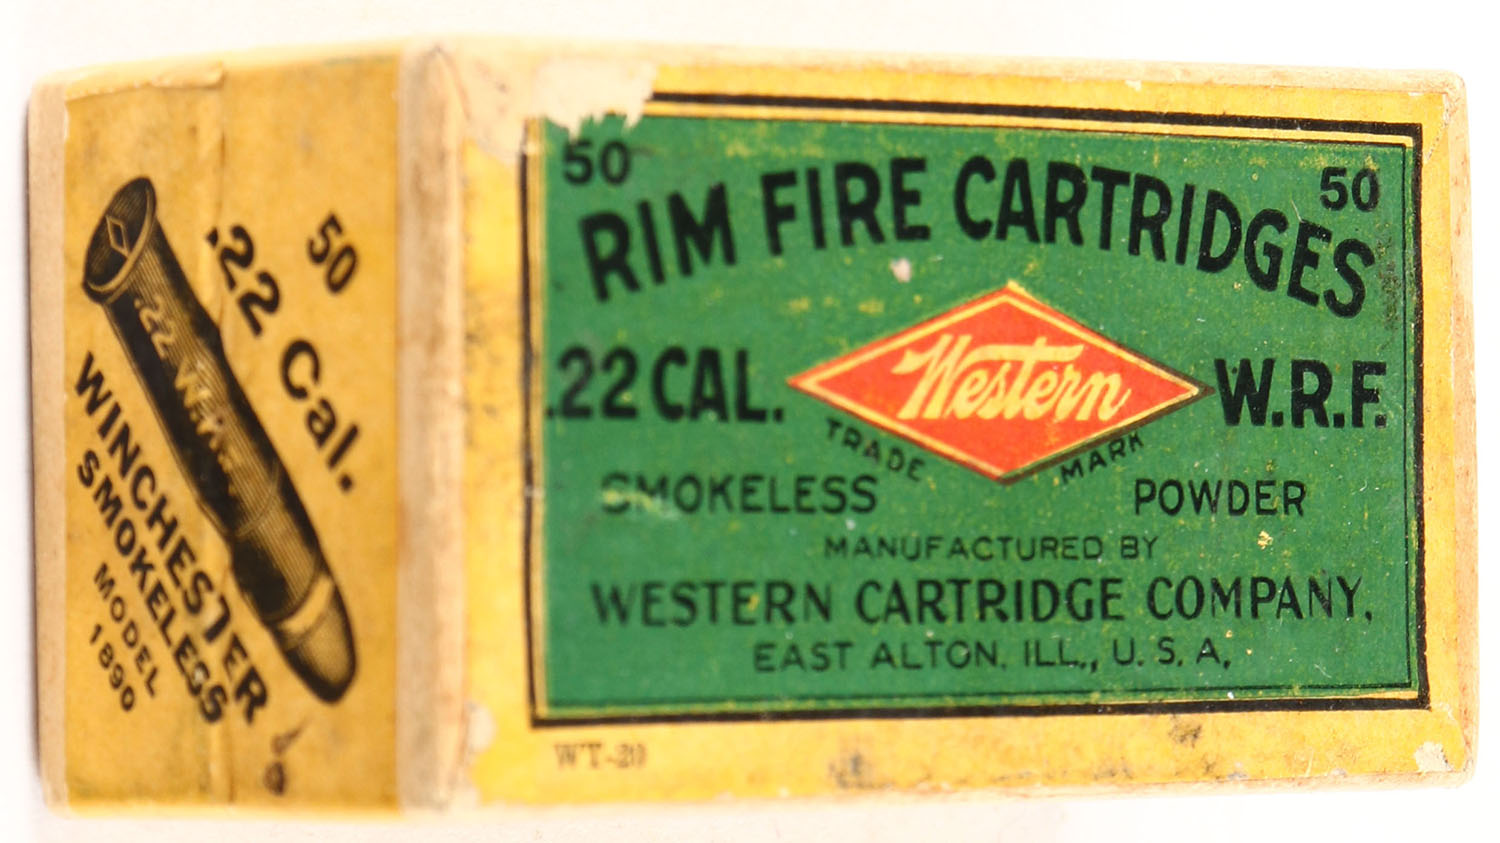 50
.22 Cal.
.22 W.R.F.
WINCHESTER
SMOKELESS
MODEL
1890
50 50
RIM FIRE CARTRIDGES
.22 CAL. Western W.R.F.
TRADE MARK
SMOKELESS POWDER
MANUFACTURED BY
WESTERN CARTRIDGE COMPANY,
EAST ALTON, ILL., U. S. A,
WT-20